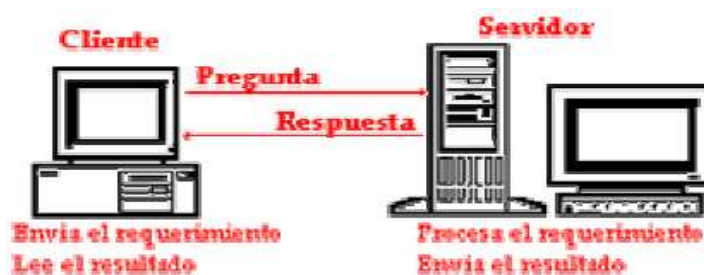 Cliente
Servidor
Pregunta
Respuesta
Envia el requerimiento
Lee el resultado
Procesa el requerimiento
Envia el resultado